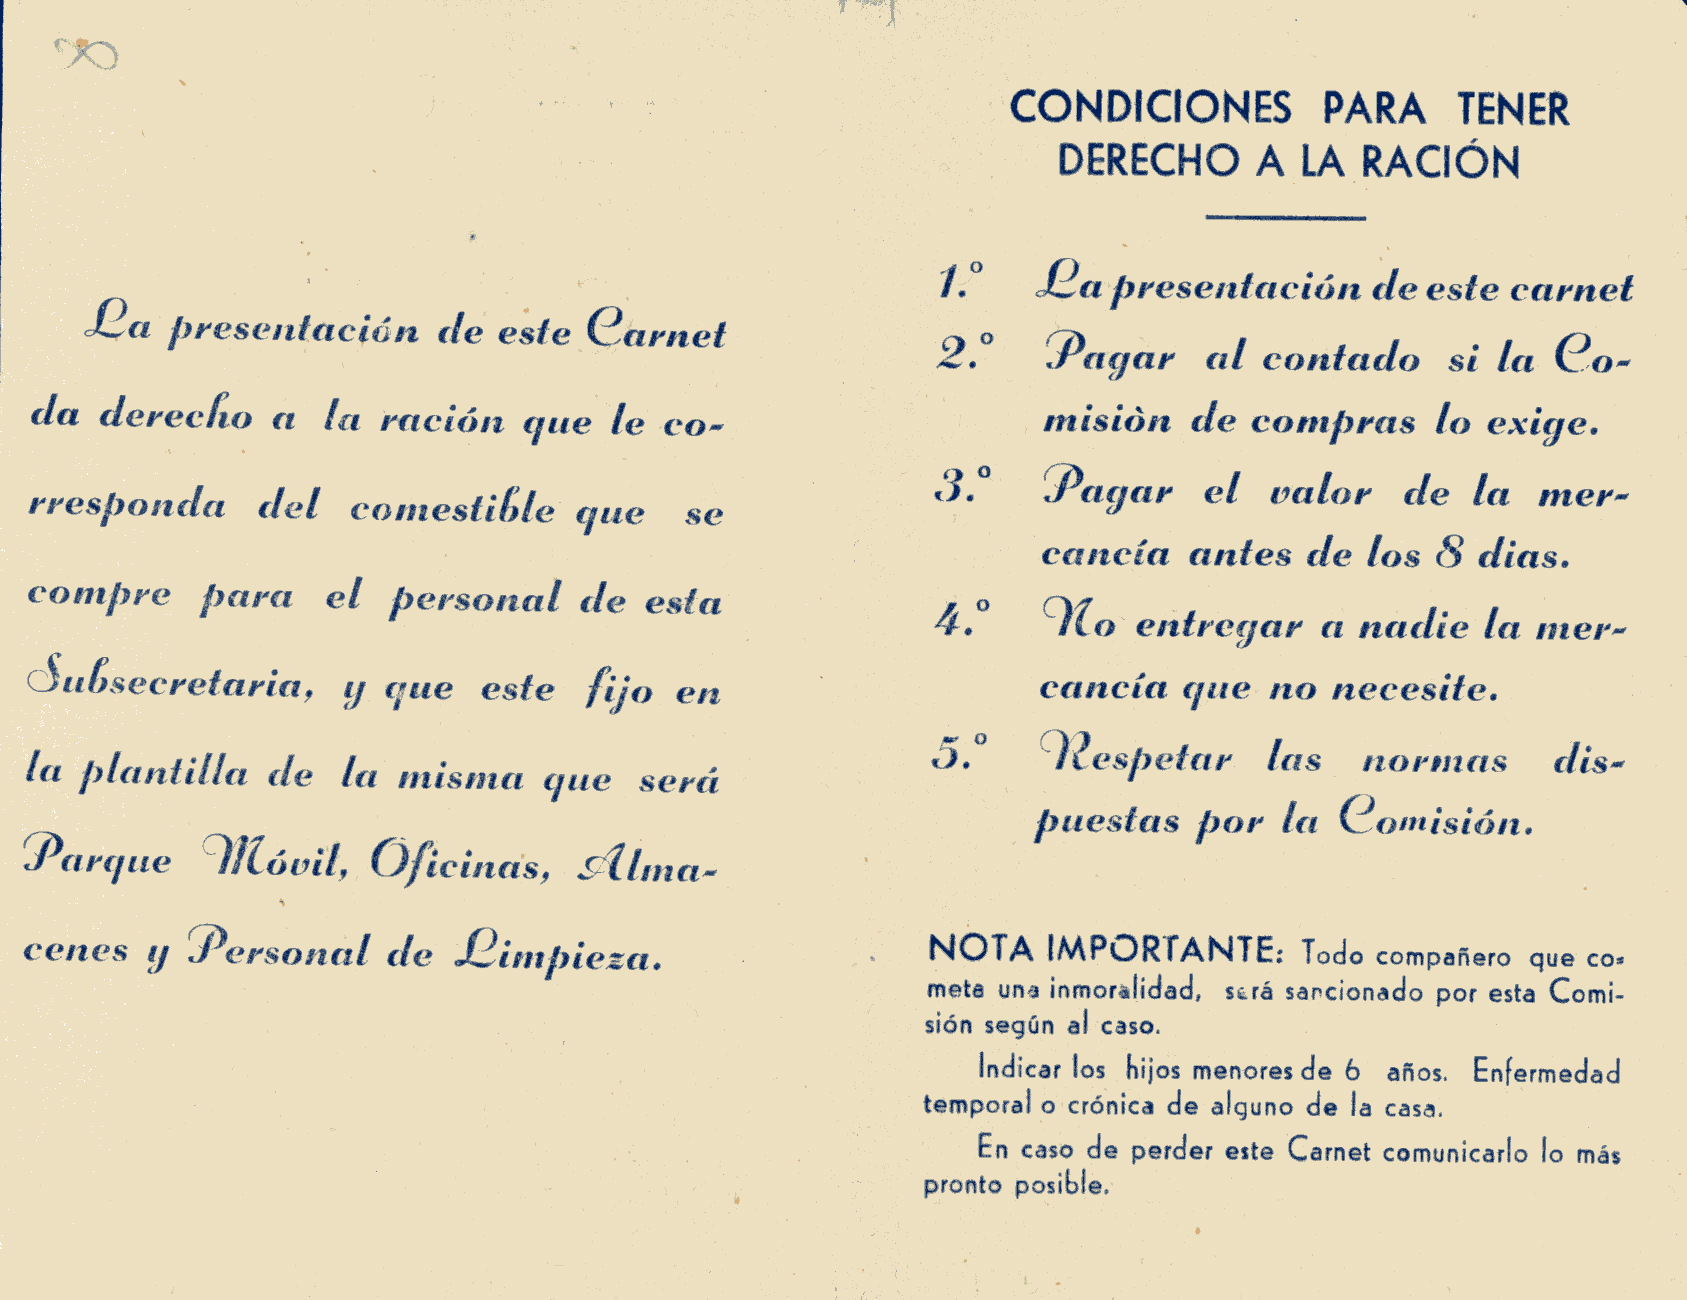 La presentación de este Carnet
da derecho a la ración que le co-
rresponda del comestible que se
compre para el personal de esta
Subsecretaria, y que este fijo en
la plantilla de la misma que será
Parque Móvil, Oficinas, Alma-
cenes y Personal de Limpieza.
CONDICIONES PARA TENER
DERECHO A LA RACIÓN
1.º La presentación de este carnet
2.º Pagar al contado si la Co-
misiòn de compras lo exige.
3.º Pagar el valor de la mer-
cancía antes de los 8 dias.
4.º No entregar a nadie la mer-
cancía que no necesite.
5.º Respetar las normas dis-
puestas por la Comisión.
NOTA IMPORTANTE: Todo compañero que co-
meta una inmoralidad, será sancionado por esta Comi-
sión según al caso.
Indicar los hijos menores de 6 años. Enfermedad
temporal o crónica de alguno de la casa.
En caso de perder este Carnet comunicarlo lo más
pronto posible.